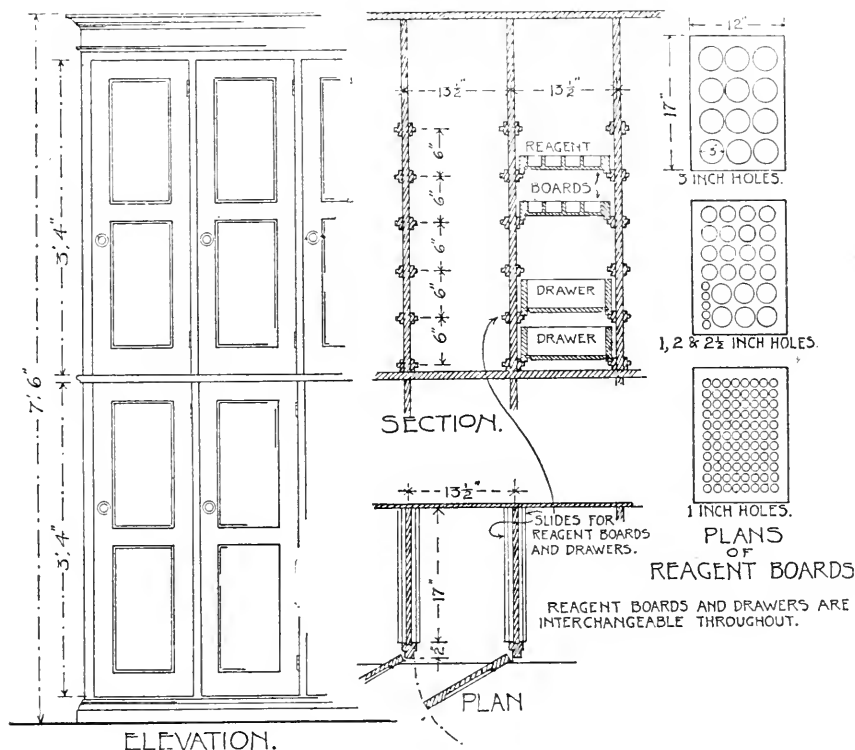 7'. 6"
3'. 4"
3'. 4"
ELEVATION.
13½"
13½"
6"
6"
6"
6"
6"
REAGENT
BOARDS
DRAWER
DRAWER
SECTION.
13½"
17"
2"
SLIDES FOR
REAGENT BOARDS
AND DRAWERS.
PLAN
12"
17"
3"
3 INCH HOLES.
1, 2 & 2½ INCH HOLES.
1 INCH HOLES.
PLANS
OF
REAGENT BOARDS
REAGENT BOARDS AND DRAWERS ARE
INTERCHANGEABLE THROUGHOUT.